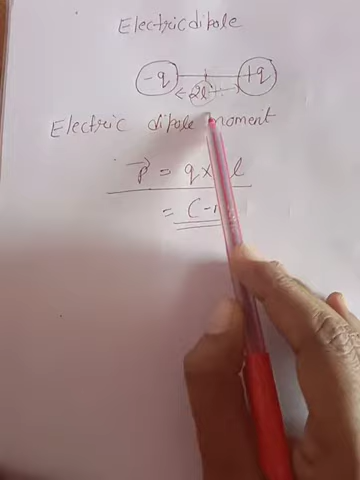 Electric dipole
-q +q
2l
Electric dipole moment
p⃗ = q× l
= C-